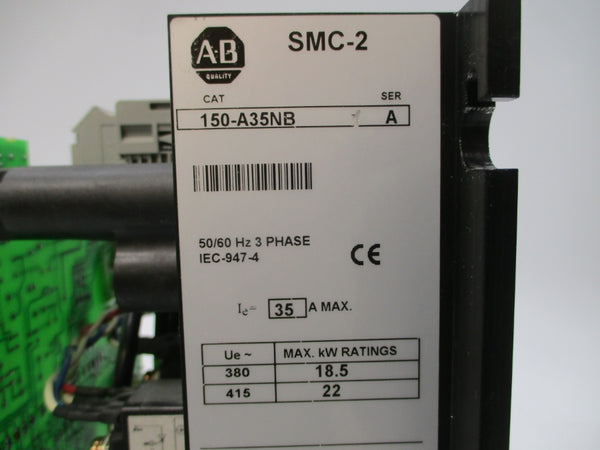 A-B
QUALITY
SMC-2
CAT SER
150-A35NB A
50/60 Hz 3 PHASE
IEC-947-4
CE
Ie= 35 A MAX.
Ue ~ MAX. kW RATINGS
380 18.5
415 22